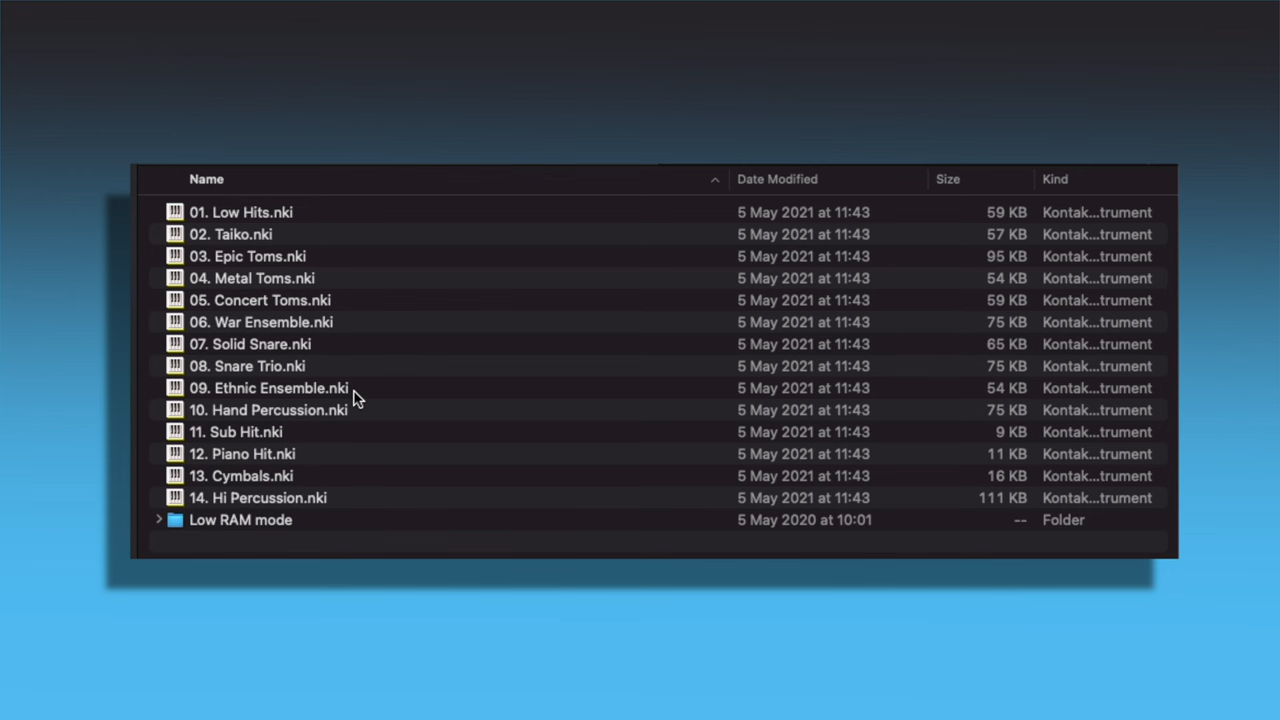 Name Date Modified Size Kind
01. Low Hits.nki 5 May 2021 at 11:43 59 KB Kontak...trument
02. Taiko.nki 5 May 2021 at 11:43 57 KB Kontak...trument
03. Epic Toms.nki 5 May 2021 at 11:43 95 KB Kontak...trument
04. Metal Toms.nki 5 May 2021 at 11:43 54 KB Kontak...trument
05. Concert Toms.nki 5 May 2021 at 11:43 59 KB Kontak...trument
06. War Ensemble.nki 5 May 2021 at 11:43 75 KB Kontak...trument
07. Solid Snare.nki 5 May 2021 at 11:43 65 KB Kontak...trument
08. Snare Trio.nki 5 May 2021 at 11:43 75 KB Kontak...trument
09. Ethnic Ensemble.nki 5 May 2021 at 11:43 54 KB Kontak...trument
10. Hand Percussion.nki 5 May 2021 at 11:43 75 KB Kontak...trument
11. Sub Hit.nki 5 May 2021 at 11:43 9 KB Kontak...trument
12. Piano Hit.nki 5 May 2021 at 11:43 11 KB Kontak...trument
13. Cymbals.nki 5 May 2021 at 11:43 16 KB Kontak...trument
14. Hi Percussion.nki 5 May 2021 at 11:43 111 KB Kontak...trument
Low RAM mode 5 May 2020 at 10:01 -- Folder